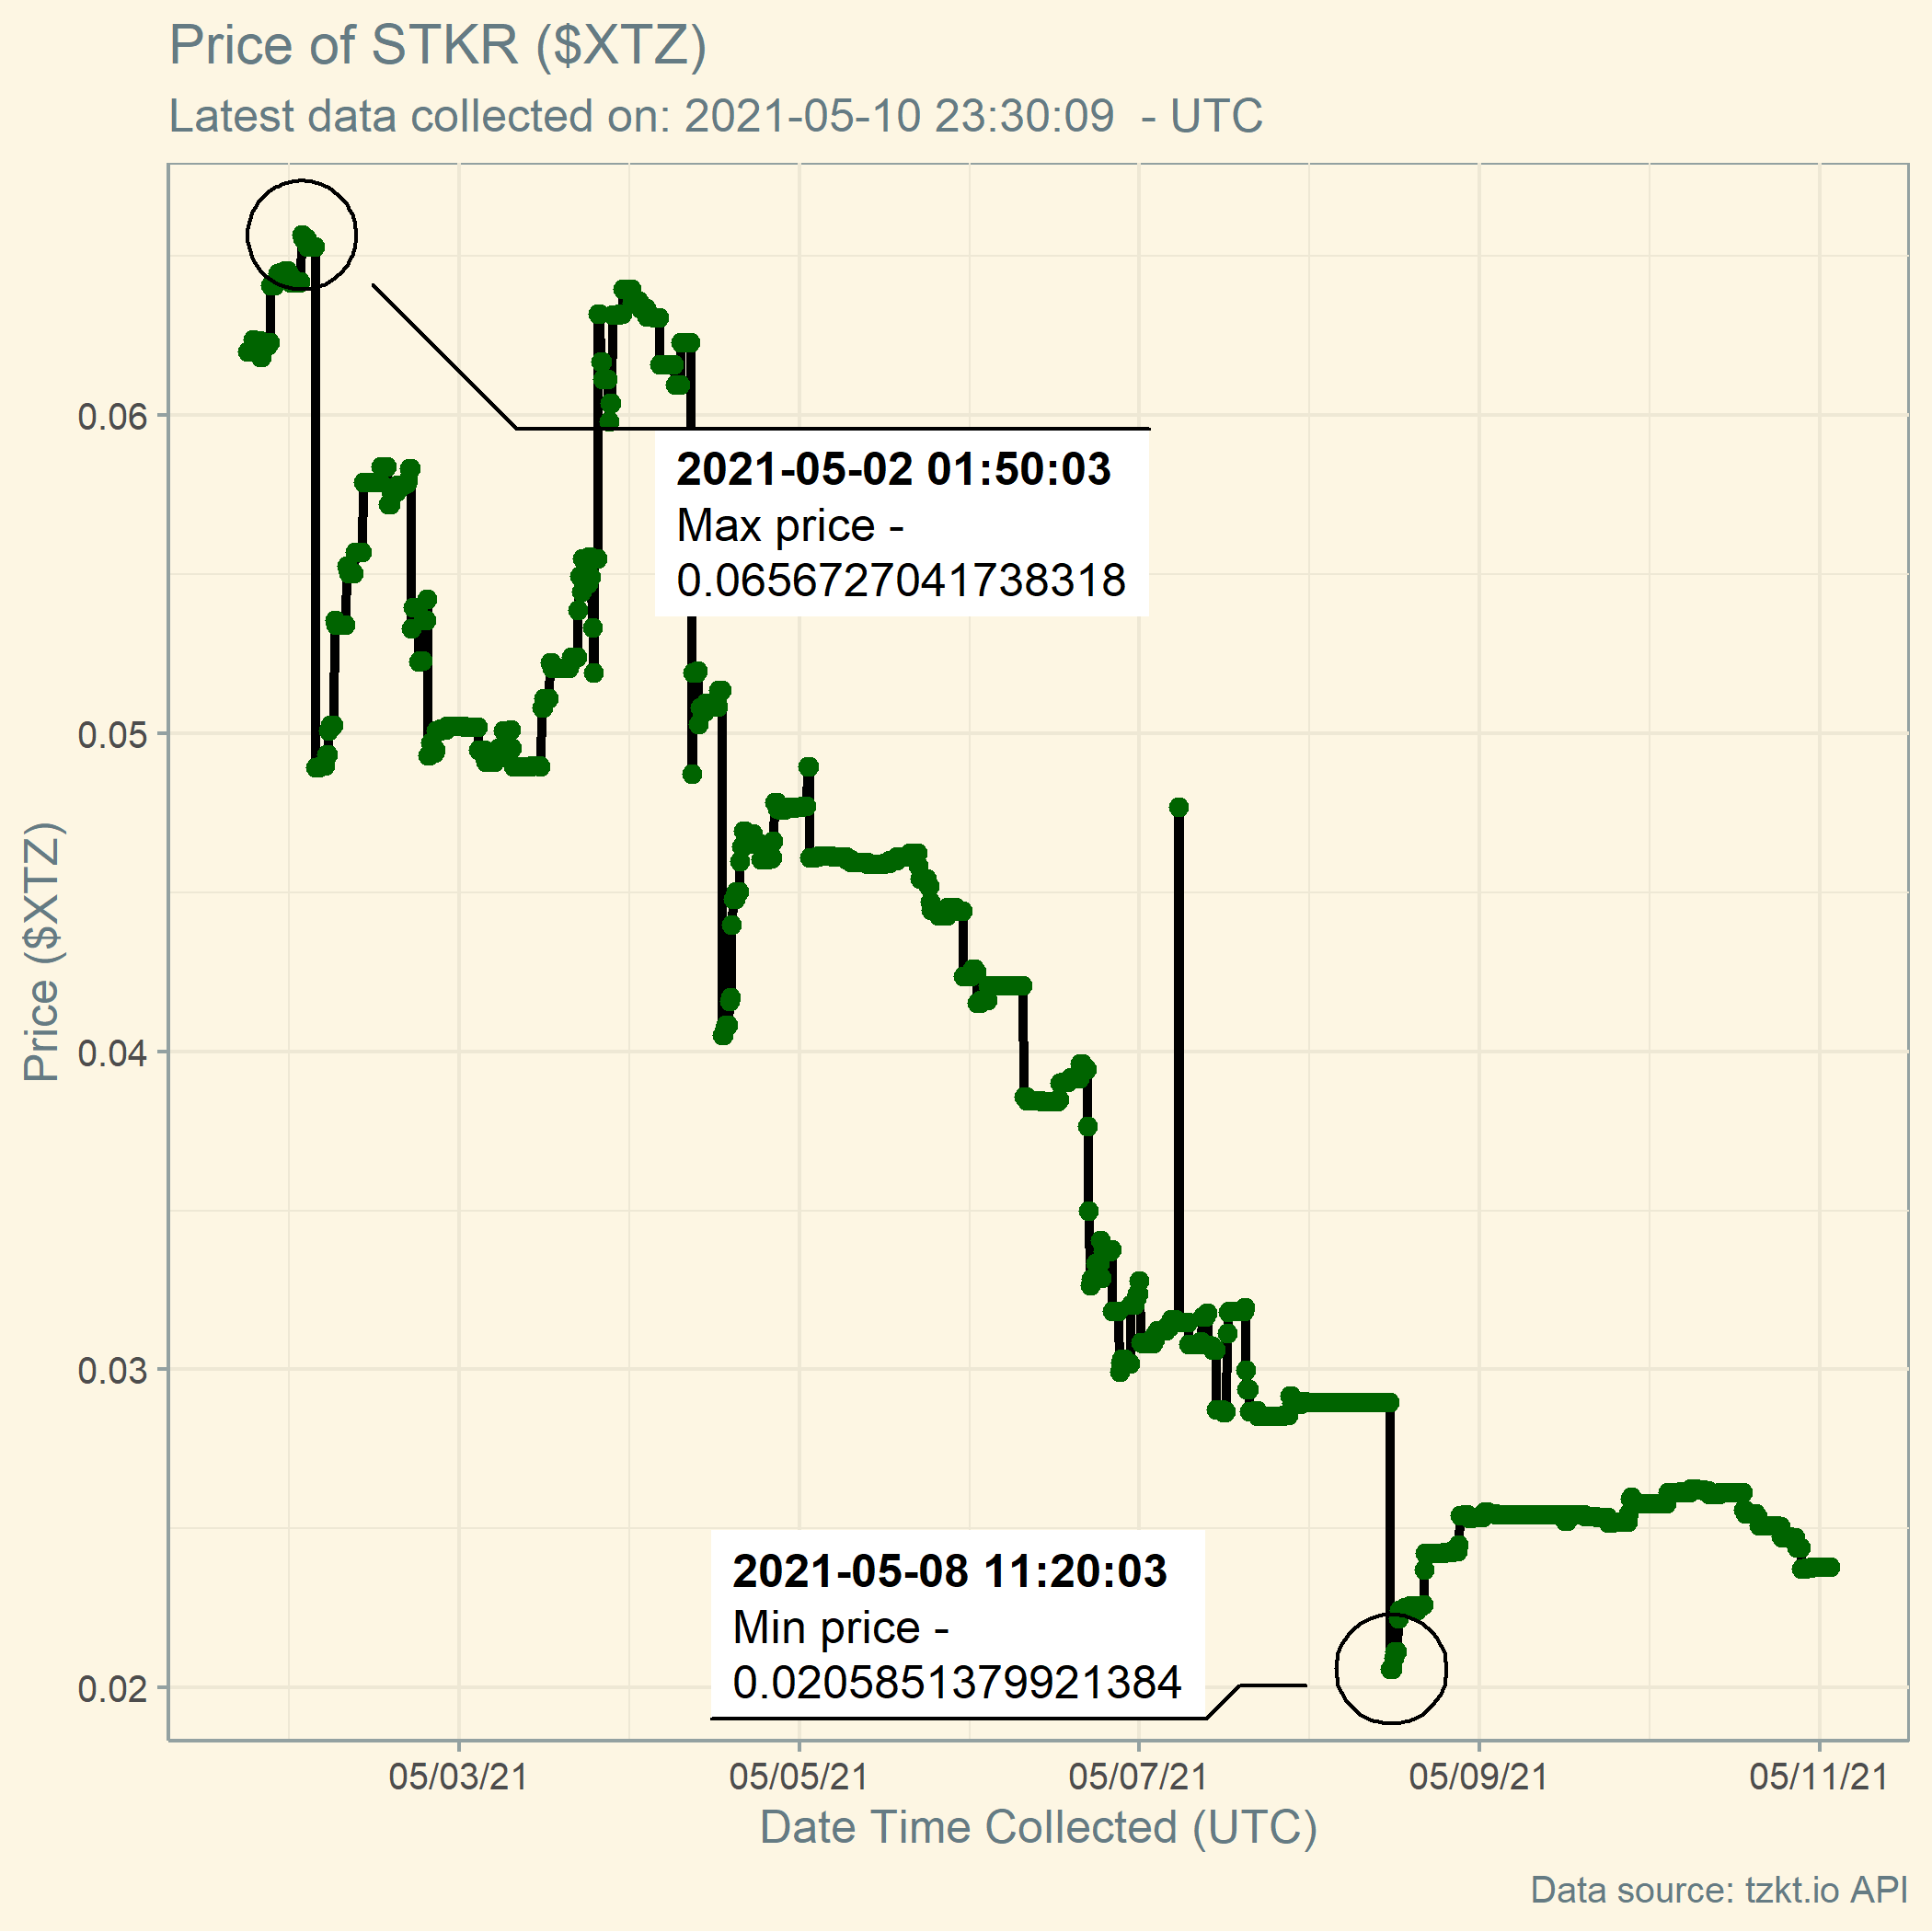 Price of STKR ($XTZ)
Latest data collected on: 2021-05-10 23:30:09  - UTC
Price ($XTZ)
0.06
0.05
0.04
0.03
0.02
2021-05-02 01:50:03
Max price -
0.0656727041738318
2021-05-08 11:20:03
Min price -
0.0205851379921384
05/03/21
05/05/21
05/07/21
05/09/21
05/11/21
Date Time Collected (UTC)
Data source: tzkt.io API